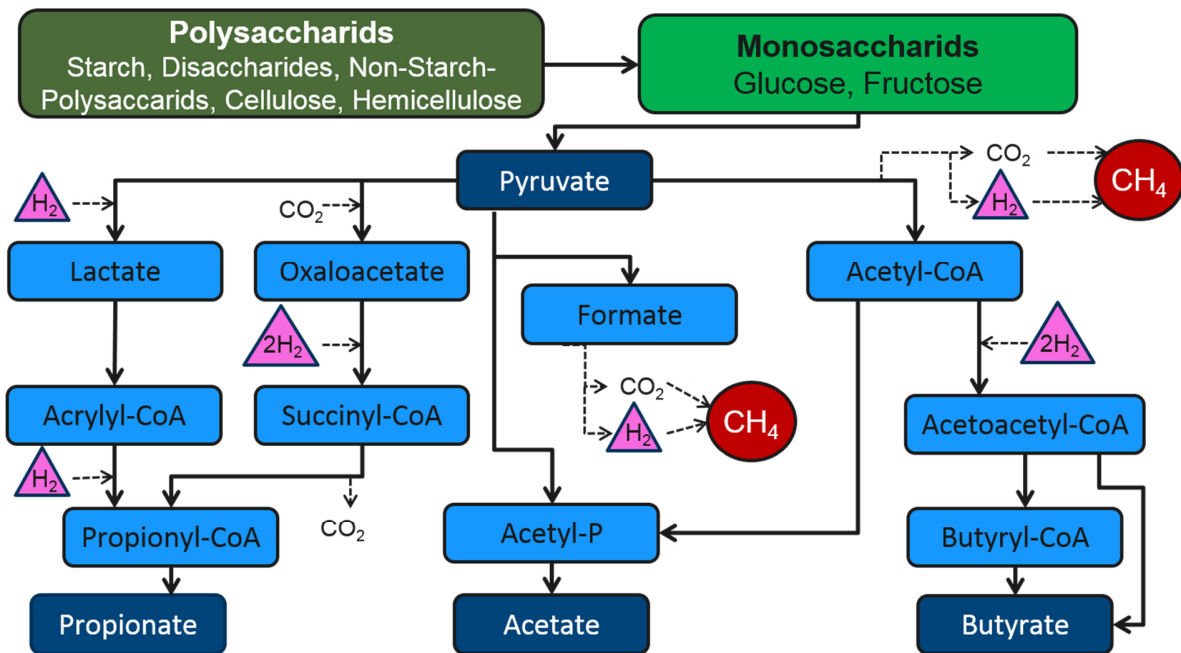 Polysaccharids
Starch, Disaccharides, Non-Starch-
Polysaccarids, Cellulose, Hemicellulose
Monosaccharids
Glucose, Fructose
Pyruvate
CO₂
H₂
CH₄
H₂
CO₂
Lactate
Oxaloacetate
Acetyl-CoA
Formate
2H₂
2H₂
CO₂
H₂
CH₄
Acrylyl-CoA
Succinyl-CoA
Acetoacetyl-CoA
H₂
CO₂
Propionyl-CoA
Acetyl-P
Butyryl-CoA
Propionate
Acetate
Butyrate